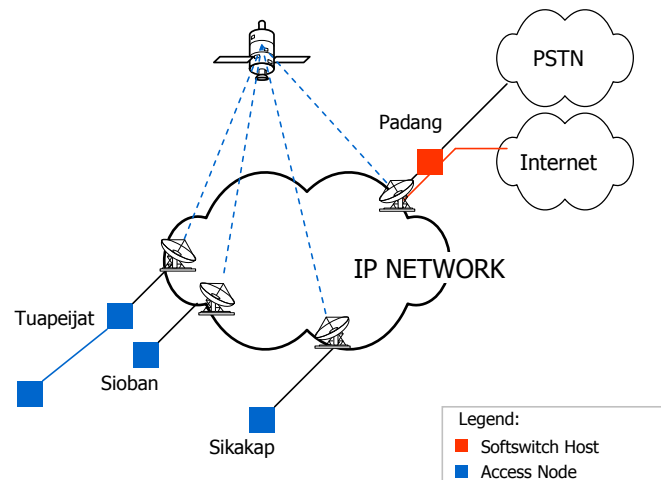 PSTN
Padang
Internet
IP NETWORK
Tuapeijat
Sioban
Sikakap
Legend:
Softswitch Host
Access Node